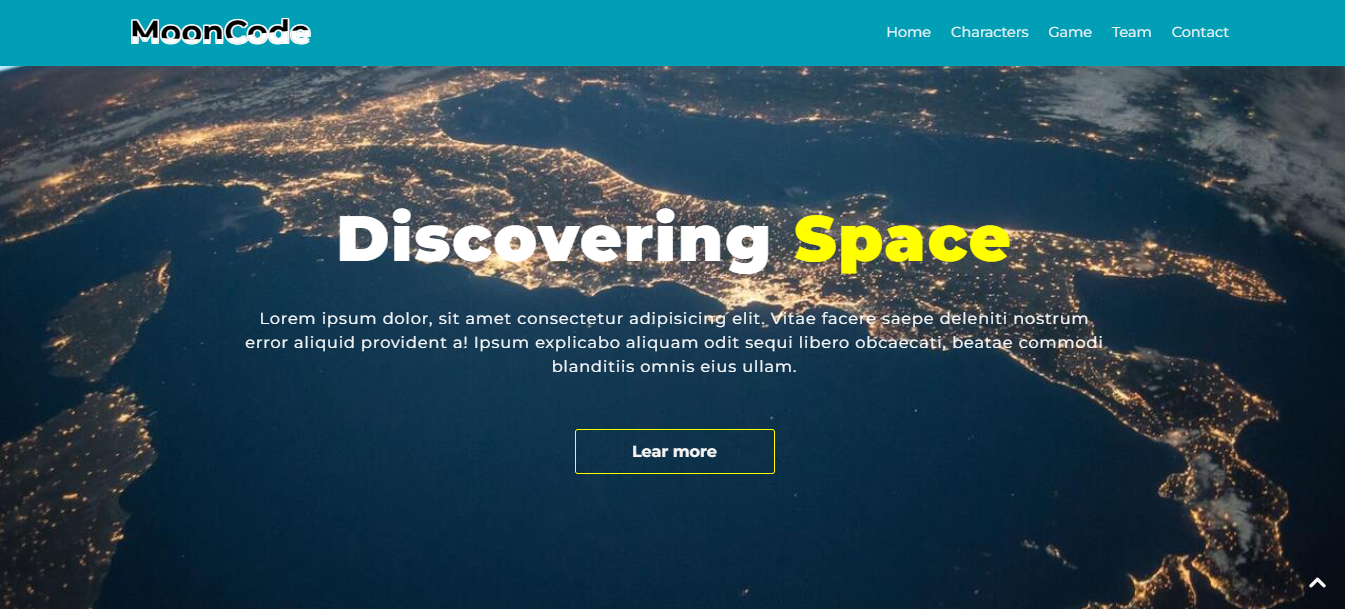 MoonCode
Home Characters Game Team Contact
Discovering Space
Lorem ipsum dolor, sit amet consectetur adipisicing elit. Vitae facere saepe deleniti nostrum
error aliquid provident a! Ipsum explicabo aliquam odit sequi libero obcaecati, beatae commodi
blanditiis omnis eius ullam.
Lear more